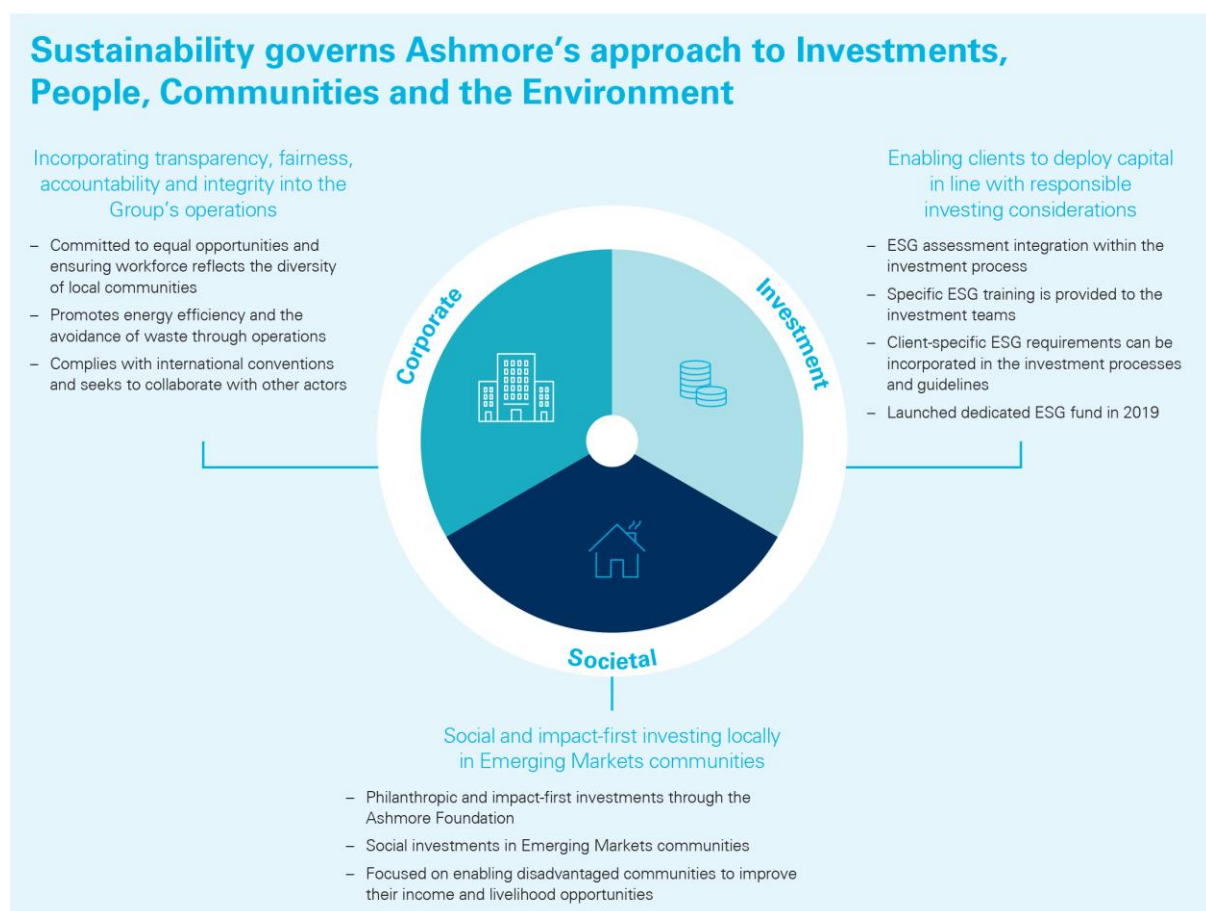 Sustainability governs Ashmore’s approach to Investments,
People, Communities and the Environment
Incorporating transparency, fairness,
accountability and integrity into the
Group’s operations
– Committed to equal opportunities and
ensuring workforce reflects the diversity
of local communities
– Promotes energy efficiency and the
avoidance of waste through operations
– Complies with international conventions
and seeks to collaborate with other actors
Corporate
Investment
Societal
Enabling clients to deploy capital
in line with responsible
investing considerations
– ESG assessment integration within the
investment process
– Specific ESG training is provided to the
investment teams
– Client-specific ESG requirements can be
incorporated in the investment processes
and guidelines
– Launched dedicated ESG fund in 2019
Social and impact-first investing locally
in Emerging Markets communities
– Philanthropic and impact-first investments through the
Ashmore Foundation
– Social investments in Emerging Markets communities
– Focused on enabling disadvantaged communities to improve
their income and livelihood opportunities